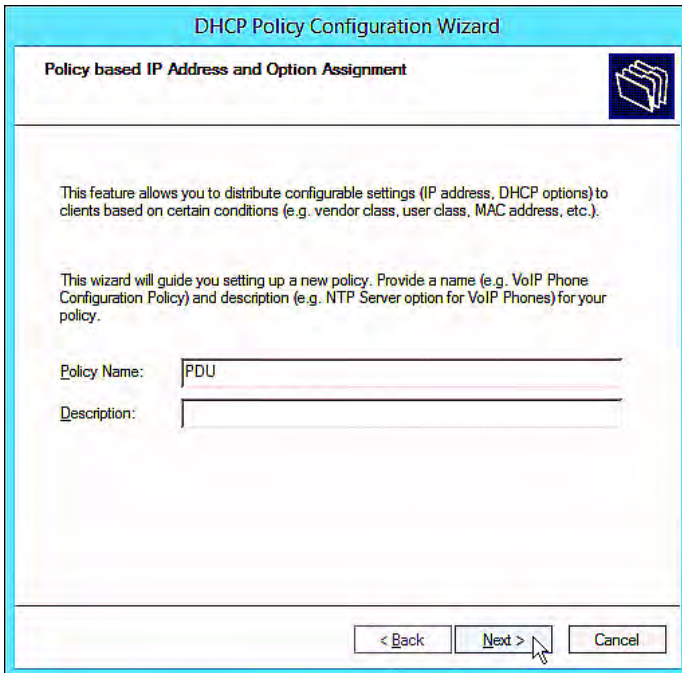 DHCP Policy Configuration Wizard
Policy based IP Address and Option Assignment
This feature allows you to distribute configurable settings (IP address, DHCP options) to
clients based on certain conditions (e.g. vendor class, user class, MAC address, etc.).
This wizard will guide you setting up a new policy. Provide a name (e.g. VoIP Phone
Configuration Policy) and description (e.g. NTP Server option for VoIP Phones) for your
policy.
Policy Name: PDU
Description:
< Back Next > Cancel